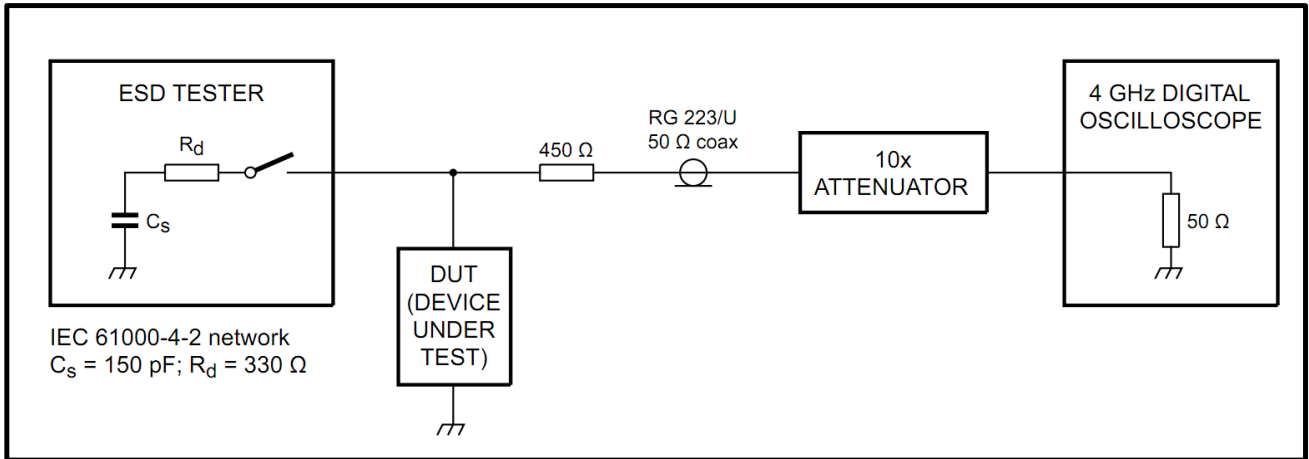 ESD TESTER
Rd
Cs
IEC 61000-4-2 network
Cs = 150 pF; Rd = 330 Ω
DUT
(DEVICE
UNDER
TEST)
450 Ω
RG 223/U
50 Ω coax
10x
ATTENUATOR
4 GHz DIGITAL
OSCILLOSCOPE
50 Ω